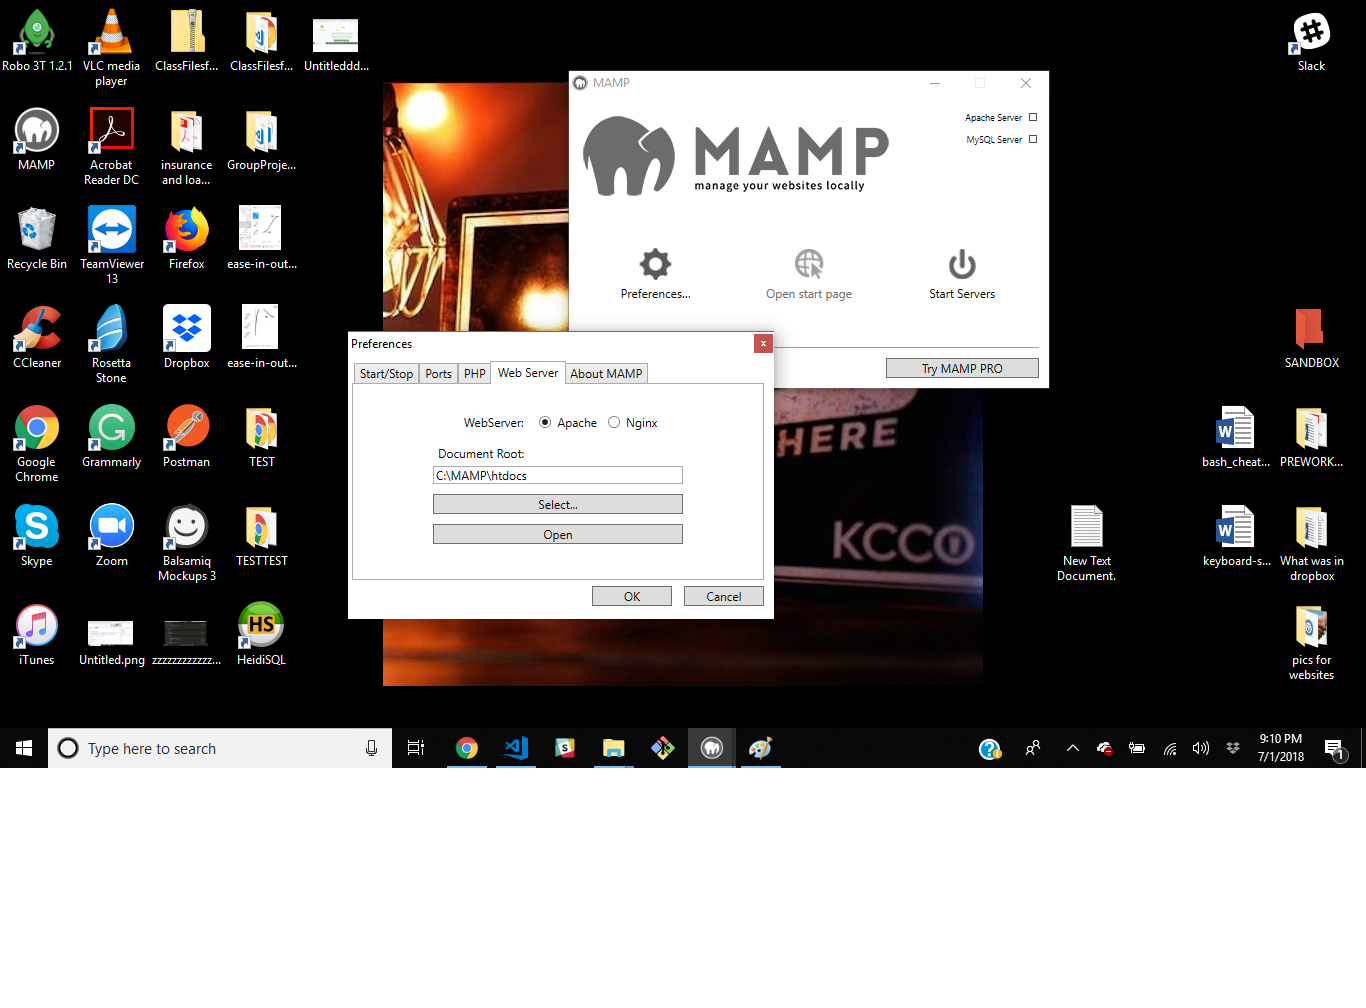 Robo 3T 1.2.1
VLC media
player
ClassFilesf...
ClassFilesf...
Untitleddd...
Slack
MAMP
Acrobat
Reader DC
insurance
and loa...
GroupProje...
Recycle Bin
TeamViewer
13
Firefox
ease-in-out...
CCleaner
Rosetta
Stone
Dropbox
ease-in-out...
Google
Chrome
Grammarly
Postman
TEST
Skype
Zoom
Balsamiq
Mockups 3
TESTTEST
iTunes
Untitled.png
zzzzzzzzzzzz...
HS
HeidiSQL
MAMP
Apache Server
MySQL Server
MAMP
manage your websites locally
Preferences...
Open start page
Start Servers
Try MAMP PRO
Preferences
Start/Stop
Ports
PHP
Web Server
About MAMP
WebServer:
Apache
Nginx
Document Root:
C:\MAMP\htdocs
Select...
Open
OK
Cancel
HERE
KCCO
SANDBOX
bash_cheat...
PREWORK...
New Text
Document.
keyboard-s...
What was in
dropbox
pics for
websites
Type here to search
9:10 PM
7/1/2018
1